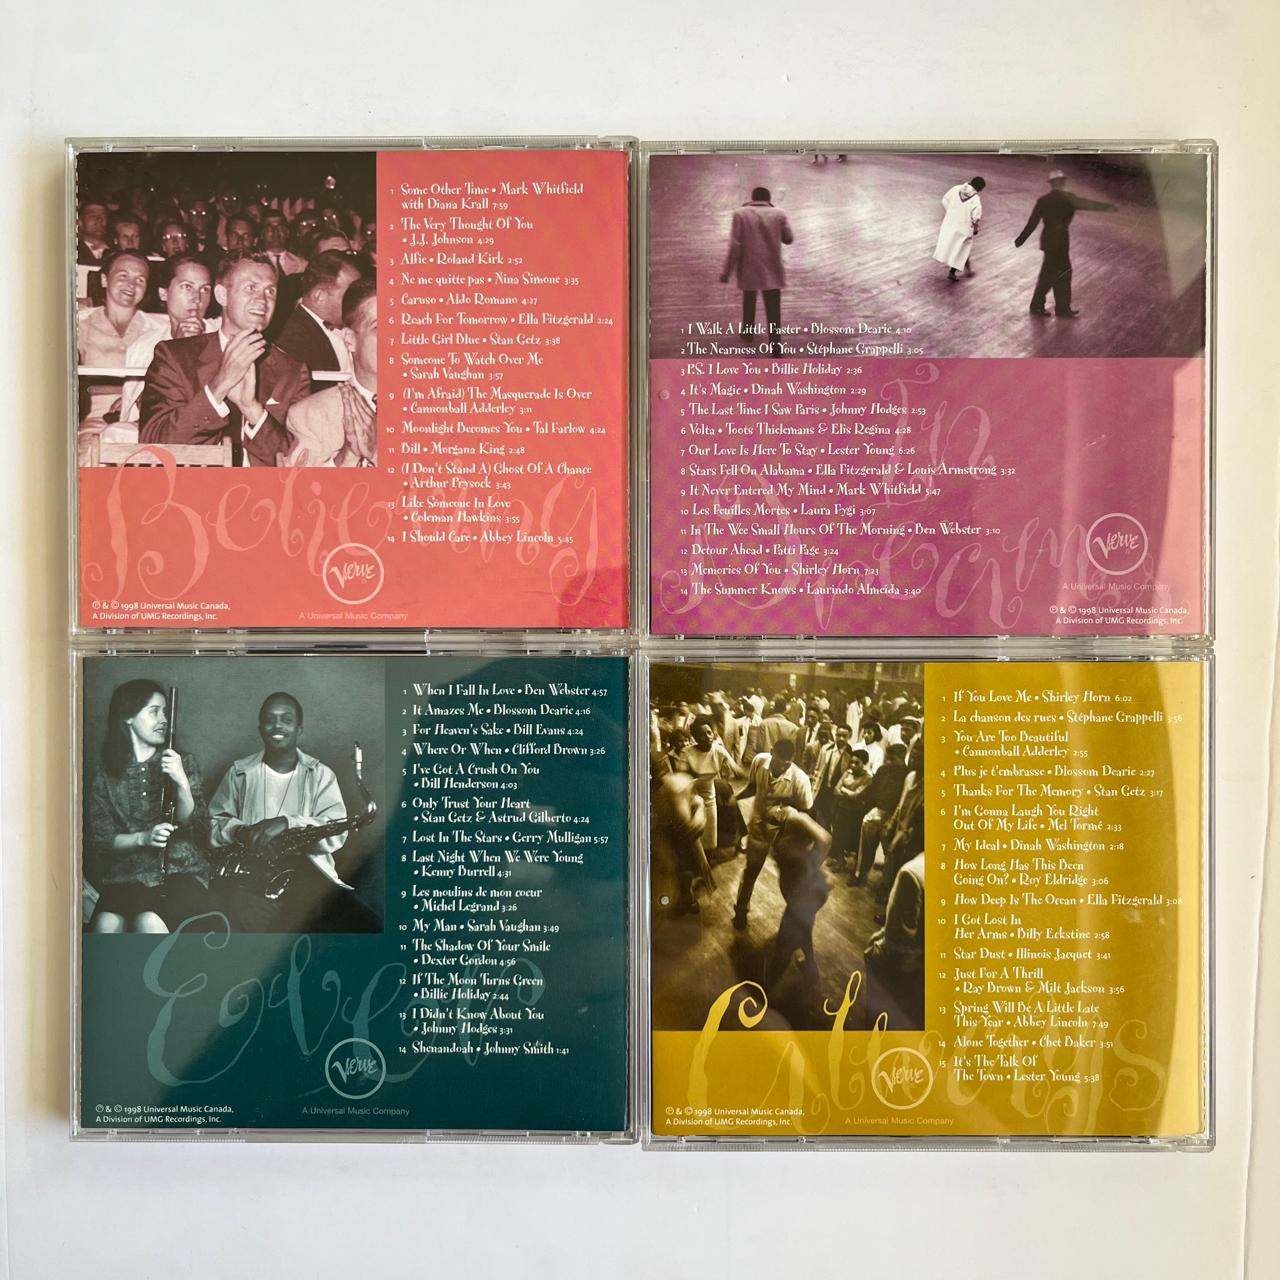 1 Some Other Time • Mark Whitfield
with Diana Krall 7:59
2 The Very Thought Of You
• J.J. Johnson 4:29
3 Alfie • Roland Kirk 2:52
4 Ne me quitte pas • Nina Simone 3:35
5 Caruso • Aldo Romano 4:27
6 Reach For Tomorrow • Ella Fitzgerald 2:24
7 Little Girl Blue • Stan Getz 3:38
8 Someone To Watch Over Me
• Sarah Vaughan 3:57
9 (I'm Afraid) The Masquerade Is Over
• Cannonball Adderley 3:11
10 Moonlight Becomes You • Tal Farlow 4:24
11 Bill • Morgana King 2:48
12 (I Don't Stand A) Ghost Of A Chance
• Arthur Prysock 3:43
13 Like Someone In Love
• Coleman Hawkins 3:55
14 I Should Care • Abbey Lincoln 5:45
Believing
Verve
℗ & © 1998 Universal Music Canada,
A Division of UMG Recordings, Inc.
A Universal Music Company
1 I Walk A Little Faster • Blossom Dearie 4:10
2 The Nearness Of You • Stéphane Grappelli 3:05
3 P.S. I Love You • Billie Holiday 2:36
4 It's Magic • Dinah Washington 2:29
5 The Last Time I Saw Paris • Johnny Hodges 2:53
6 Volta • Toots Thielemans & Elis Regina 4:28
7 Our Love Is Here To Stay • Lester Young 6:26
8 Stars Fell On Alabama • Ella Fitzgerald & Louis Armstrong 3:32
9 It Never Entered My Mind • Mark Whitfield 5:47
10 Les Feuilles Mortes • Laura Fygi 3:67
11 In The Wee Small Hours Of The Morning • Ben Webster 3:10
12 Detour Ahead • Patti Page 3:24
13 Memories Of You • Shirley Horn 7:23
14 The Summer Knows • Laurindo Almeida 3:40
In
Dreams
Verve
A Universal Music Company
℗ & © 1998 Universal Music Canada,
A Division of UMG Recordings, Inc.
1 When I Fall In Love • Ben Webster 4:57
2 It Amazes Me • Blossom Dearie 4:16
3 For Heaven's Sake • Bill Evans 4:24
4 Where Or When • Clifford Brown 3:26
5 I've Got A Crush On You
• Bill Henderson 4:03
6 Only Trust Your Heart
• Stan Getz & Astrud Gilberto 4:24
7 Lost In The Stars • Gerry Mulligan 5:57
8 Last Night When We Were Young
• Kenny Burrell 4:31
9 Les moulins de mon coeur
• Michel Legrand 3:26
10 My Man • Sarah Vaughan 3:49
11 The Shadow Of Your Smile
• Dexter Gordon 4:56
12 If The Moon Turns Green
• Billie Holiday 2:44
13 I Didn't Know About You
• Johnny Hodges 3:31
14 Shenandoah • Johnny Smith 1:41
Ever
Verve
℗ & © 1998 Universal Music Canada,
A Division of UMG Recordings, Inc.
A Universal Music Company
1 If You Love Me • Shirley Horn 6:02
2 La chanson des rues • Stéphane Grappelli 3:56
3 You Are Too Beautiful
• Cannonball Adderley 2:55
4 Plus je t'embrasse • Blossom Dearie 2:27
5 Thanks For The Memory • Stan Getz 3:17
6 I'm Gonna Laugh You Right
Out Of My Life • Mel Tormé 2:33
7 My Ideal • Dinah Washington 2:18
8 How Long Has This Been
Going On? • Roy Eldridge 3:06
9 How Deep Is The Ocean • Ella Fitzgerald 3:08
10 I Got Lost In
Her Arms • Billy Eckstine 2:58
11 Star Dust • Illinois Jacquet 3:41
12 Just For A Thrill
• Ray Brown & Milt Jackson 3:56
13 Spring Will Be A Little Late
This Year • Abbey Lincoln 7:49
14 Alone Together • Chet Baker 3:51
15 It's The Talk Of
The Town • Lester Young 5:38
Always
Verve
℗ & © 1998 Universal Music Canada,
A Division of UMG Recordings, Inc.
A Universal Music Company